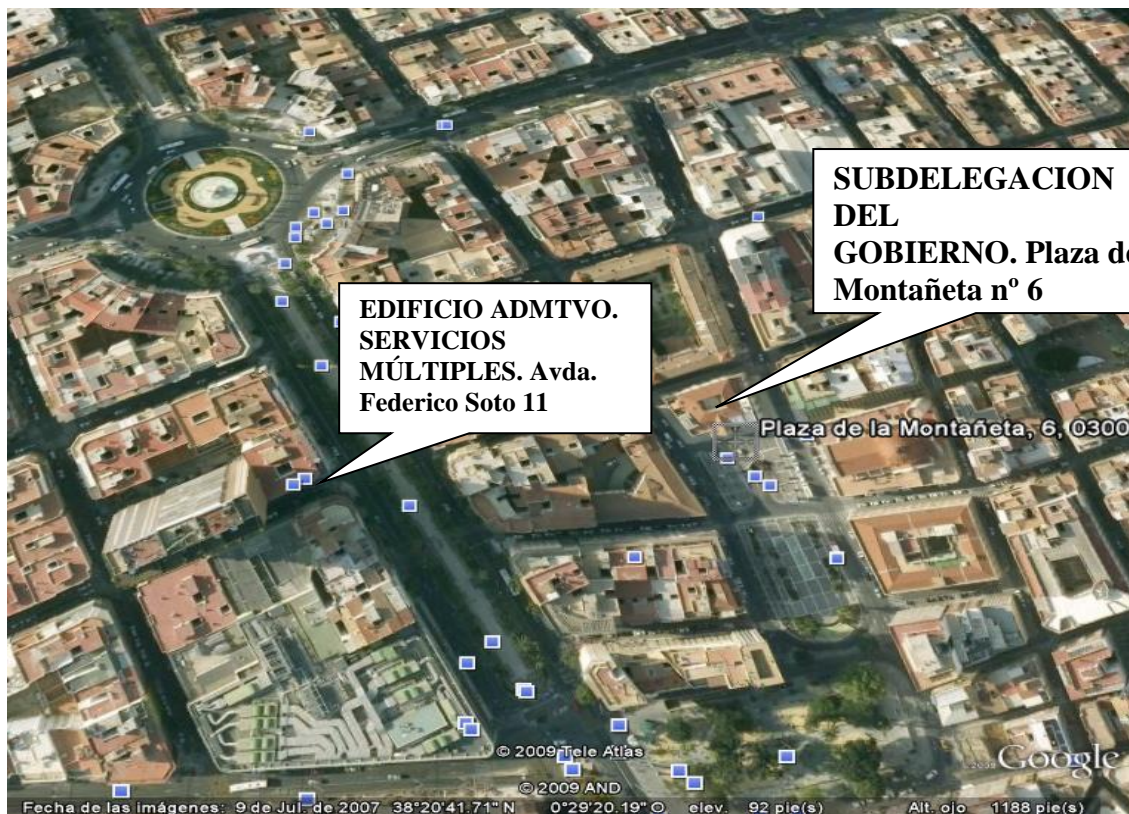 SUBDELEGACION
DEL
GOBIERNO. Plaza de
Montañeta nº 6
EDIFICIO ADMTVO.
SERVICIOS
MÚLTIPLES. Avda.
Federico Soto 11
Plaza de la Montañeta, 6, 0300
© 2009 Tele Atlas
Google
© 2009 AND
Fecha de las imágenes: 9 de Jul. de 2007 38°20'41.71" N 0°29'20.19" O elev. 92 pie(s) Alt. ojo 1188 pie(s)